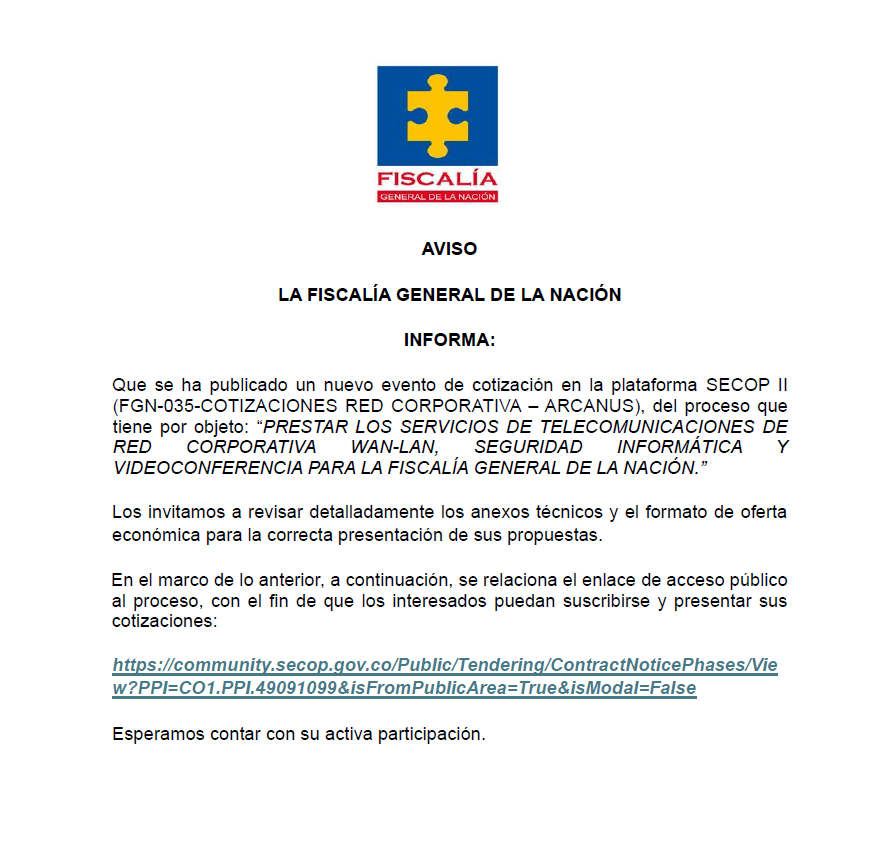 FISCALÍA
GENERAL DE LA NACIÓN
AVISO
LA FISCALÍA GENERAL DE LA NACIÓN
INFORMA:
Que se ha publicado un nuevo evento de cotización en la plataforma SECOP II
(FGN-035-COTIZACIONES RED CORPORATIVA – ARCANUS), del proceso que
tiene por objeto: “PRESTAR LOS SERVICIOS DE TELECOMUNICACIONES DE
RED CORPORATIVA WAN-LAN, SEGURIDAD INFORMÁTICA Y
VIDEOCONFERENCIA PARA LA FISCALÍA GENERAL DE LA NACIÓN.”
Los invitamos a revisar detalladamente los anexos técnicos y el formato de oferta
económica para la correcta presentación de sus propuestas.
En el marco de lo anterior, a continuación, se relaciona el enlace de acceso público
al proceso, con el fin de que los interesados puedan suscribirse y presentar sus
cotizaciones:
https://community.secop.gov.co/Public/Tendering/ContractNoticePhases/Vie
w?PPI=CO1.PPI.49091099&isFromPublicArea=True&isModal=False
Esperamos contar con su activa participación.